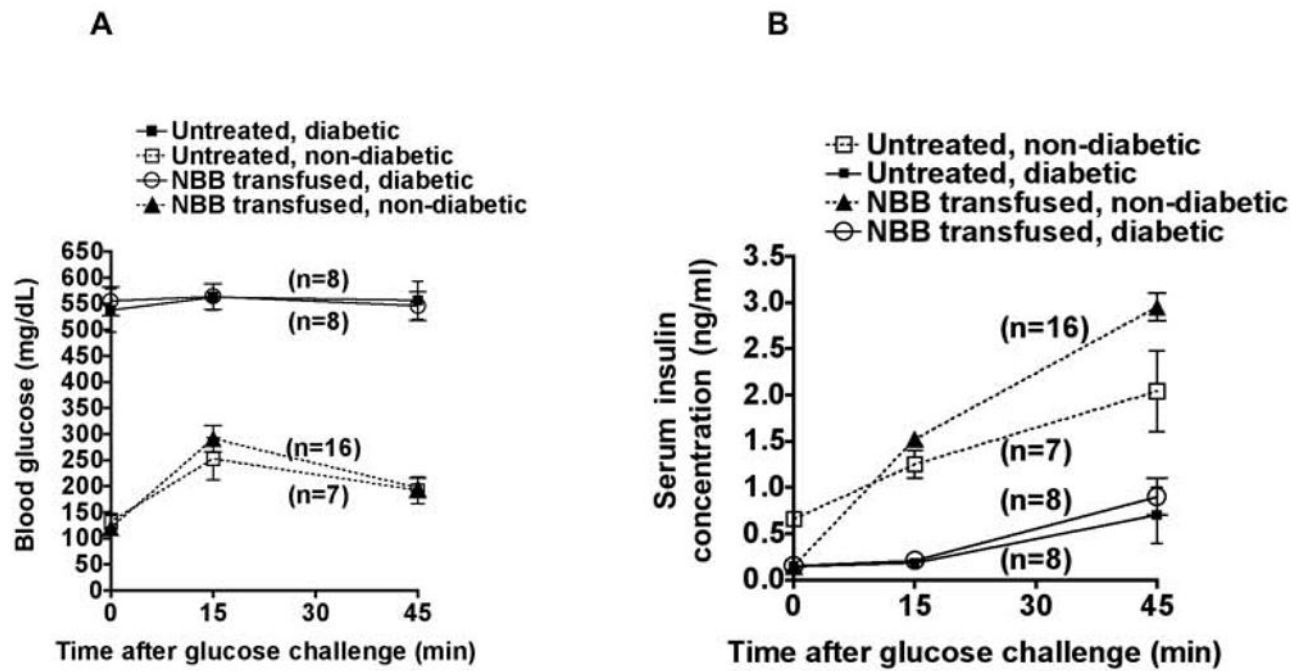 A
Untreated, diabetic
Untreated, non-diabetic
NBB transfused, diabetic
NBB transfused, non-diabetic
Blood glucose (mg/dL)
650
600
550
500
450
400
350
300
250
200
150
100
50
0
(n=8)
(n=8)
(n=16)
(n=7)
0 15 30 45
Time after glucose challenge (min)
B
Untreated, non-diabetic
Untreated, diabetic
NBB transfused, non-diabetic
NBB transfused, diabetic
Serum insulin
concentration (ng/ml)
3.5
3.0
2.5
2.0
1.5
1.0
0.5
0.0
(n=16)
(n=7)
(n=8)
(n=8)
0 15 30 45
Time after glucose challenge (min)